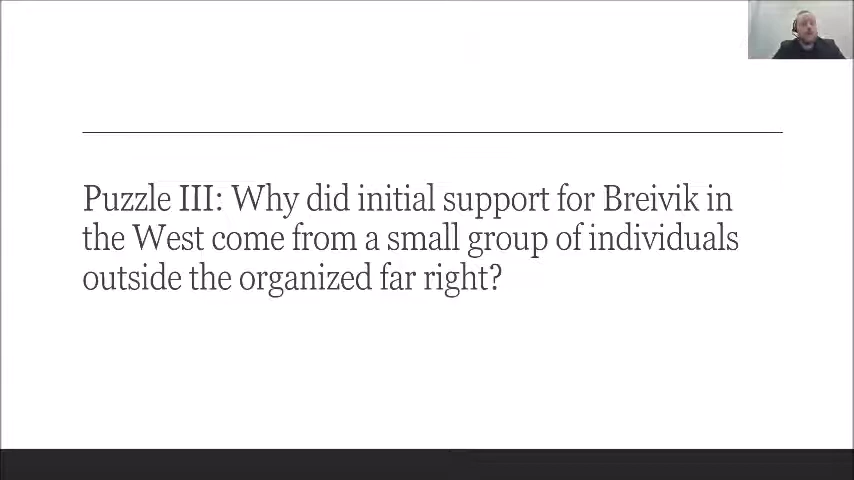 Puzzle III: Why did initial support for Breivik in
the West come from a small group of individuals
outside the organized far right?